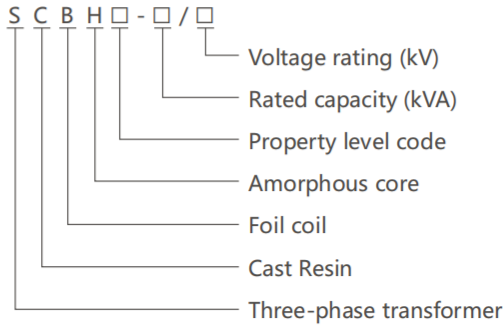 S C B H □ - □ / □
Voltage rating (kV)
Rated capacity (kVA)
Property level code
Amorphous core
Foil coil
Cast Resin
Three-phase transformer